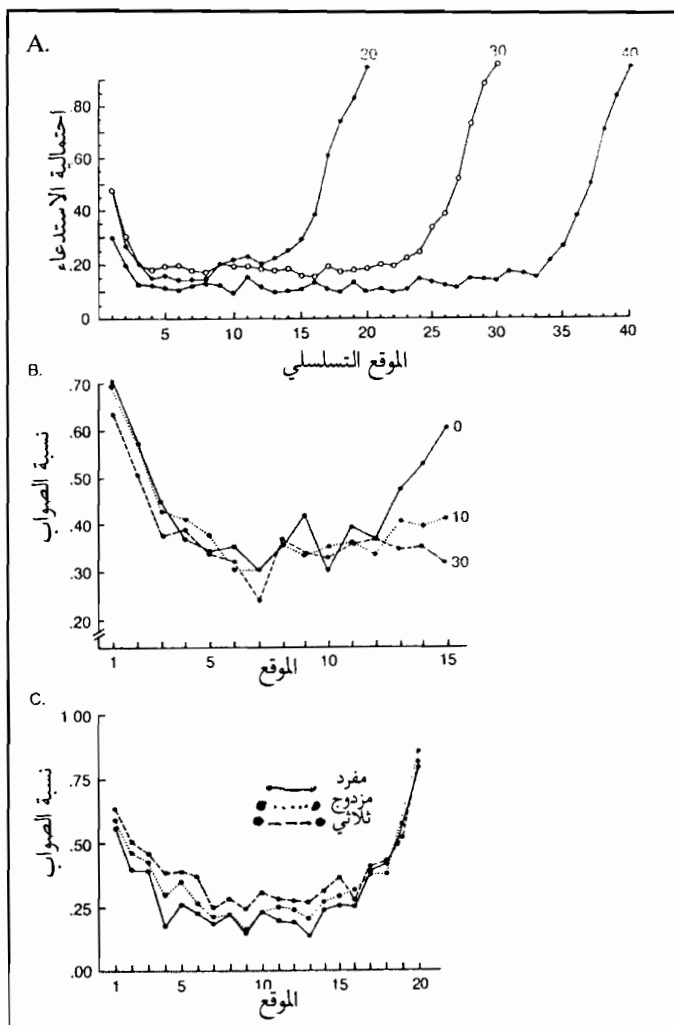 A.
20 30 40
.80
.60
.40
.20
0
احتمالية الاستدعاء
5 10 15 20 25 30 35 40
الموقع التسلسلي
B.
.70
.60
.50
.40
.30
.20
نسبة الصواب
0
10
30
1 5 10 15
الموقع
C.
1 00
.75
.50
.25
.00
نسبة الصواب
مفرد
مزدوج
ثلاثي
1 5 10 15 20
الموقع